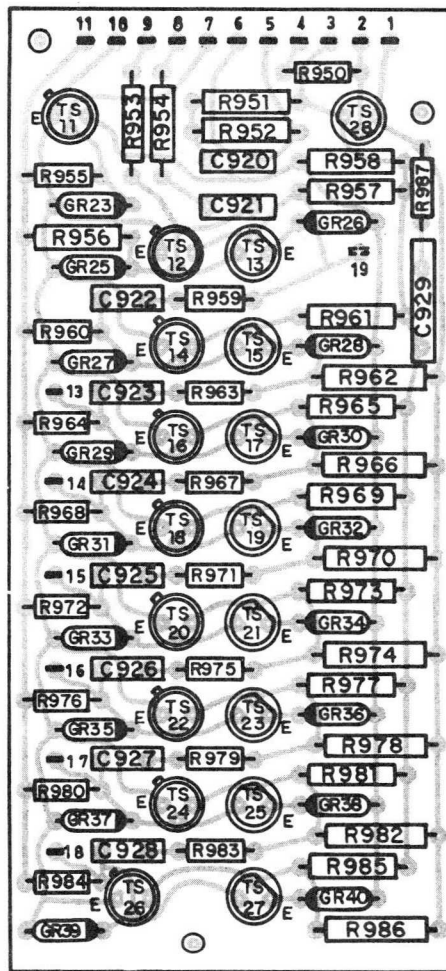 11 10 9 8 7 6 5 4 3 2 1
R950
TS 11
E
R953
R954
R951
R952
TS 28
C920
R958
R987
R955
R957
GR23
C921
GR26
R956
E
TS 12
TS 13
E
19
GR25
C922
R959
C929
R961
R960
E
TS 14
TS 15
E
GR28
GR27
R962
13
C923
R963
R965
R964
E
TS 16
TS 17
E
GR30
GR29
R966
14
C924
R967
R969
R968
E
TS 18
TS 19
E
GR32
GR31
R970
15
C925
R971
R973
R972
E
TS 20
TS 21
E
GR34
GR33
R974
16
C926
R975
R977
R976
E
TS 22
TS 23
E
GR36
GR35
R978
17
C927
R979
R981
R980
E
TS 24
TS 25
E
GR38
GR37
R982
18
C928
R983
R985
R984
E
TS 26
TS 27
E
GR40
GR39
R986